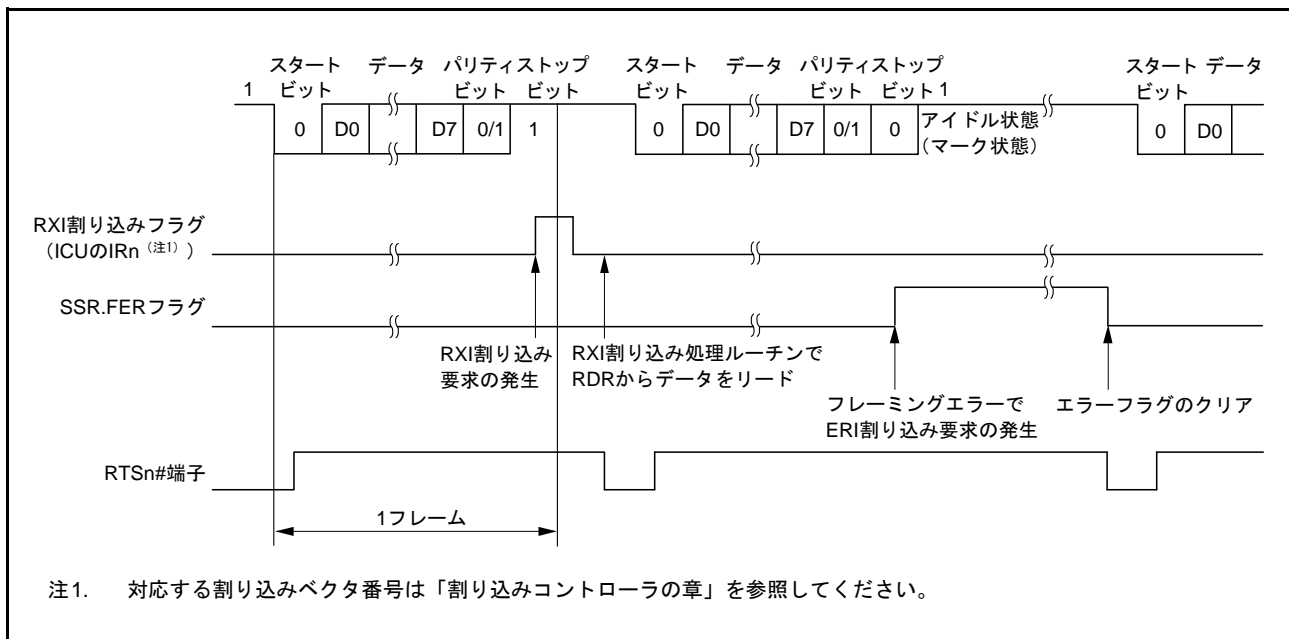 スタート データ パリティストップ スタート データ パリティストップ スタート データ
1 ビット ビット ビット ビット ビット ビット 1 ビット
0 D0 D7 0/1 1 0 D0 D7 0/1 0 アイドル状態 0 D0
(マーク状態)
RXI割り込みフラグ
(ICUのIRn (注1) )
SSR.FERフラグ
RXI割り込み
要求の発生
RXI割り込み処理ルーチンで
RDRからデータをリード
フレーミングエラーで
ERI割り込み要求の発生
エラーフラグのクリア
RTSn#端子
1フレーム
注1. 対応する割り込みベクタ番号は「割り込みコントローラの章」を参照してください。